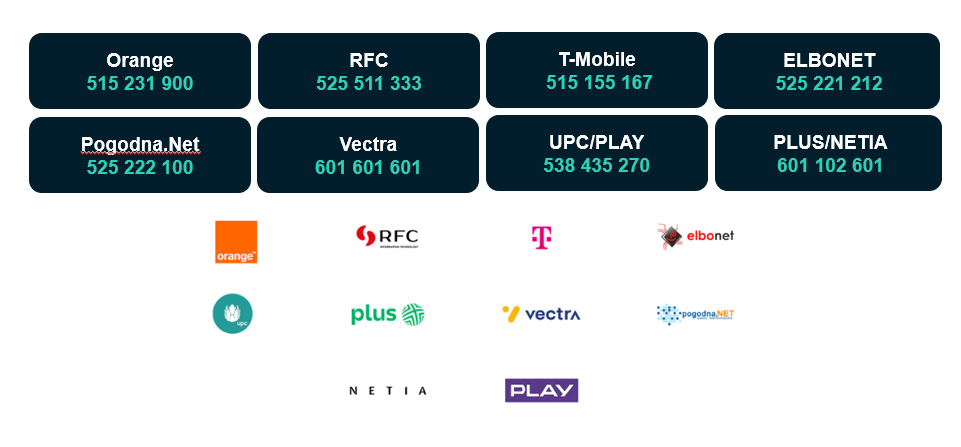 Orange
515 231 900
RFC
525 511 333
T-Mobile
515 155 167
ELBONET
525 221 212
Pogodna.Net
525 222 100
Vectra
601 601 601
UPC/PLAY
538 435 270
PLUS/NETIA
601 102 601
orange™
RFC
T
elbonet
upc
plus
vectra
pogodna.NET
NETIA
PLAY